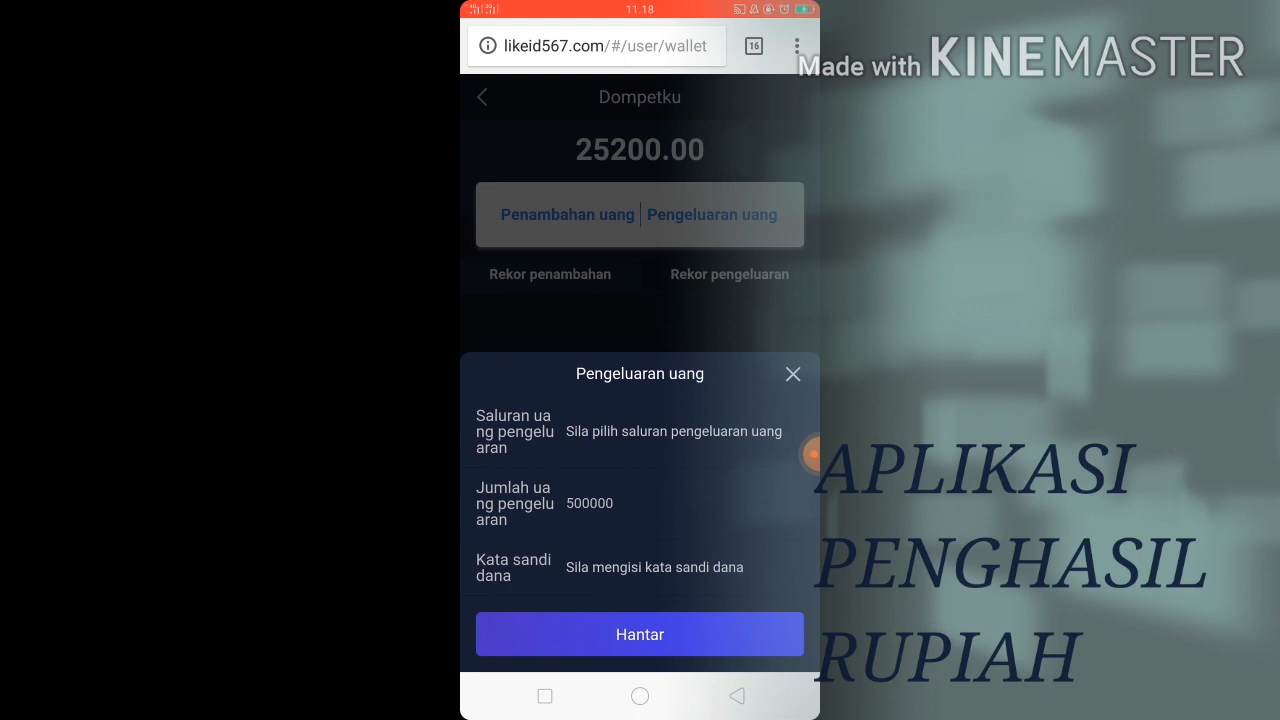 11.18
likeid567.com/#/user/wallet
16
Made with KINEMASTER
Dompetku
25200.00
Penambahan uang
Pengeluaran uang
Rekor penambahan
Rekor pengeluaran
Pengeluaran uang
Saluran ua
ng pengelu
aran
Sila pilih saluran pengeluaran uang
Jumlah ua
ng pengelu
aran
500000
Kata sandi
dana
Sila mengisi kata sandi dana
Hantar
APLIKASI
PENGHASIL
RUPIAH